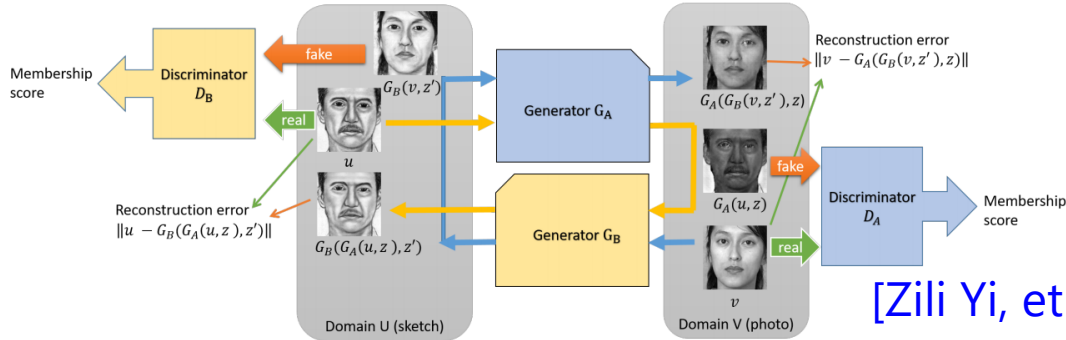 Membership
score
Discriminator
D_B
fake
G_B(v, z′)
real
u
Reconstruction error
‖u − G_B(G_A(u, z), z′)‖
G_B(G_A(u, z), z′)
Domain U (sketch)
Generator G_A
Generator G_B
G_A(G_B(v, z′), z)
Reconstruction error
‖v − G_A(G_B(v, z′), z)‖
fake
G_A(u, z)
real
v
Discriminator
D_A
Membership
score
Domain V (photo)
[Zili Yi, et